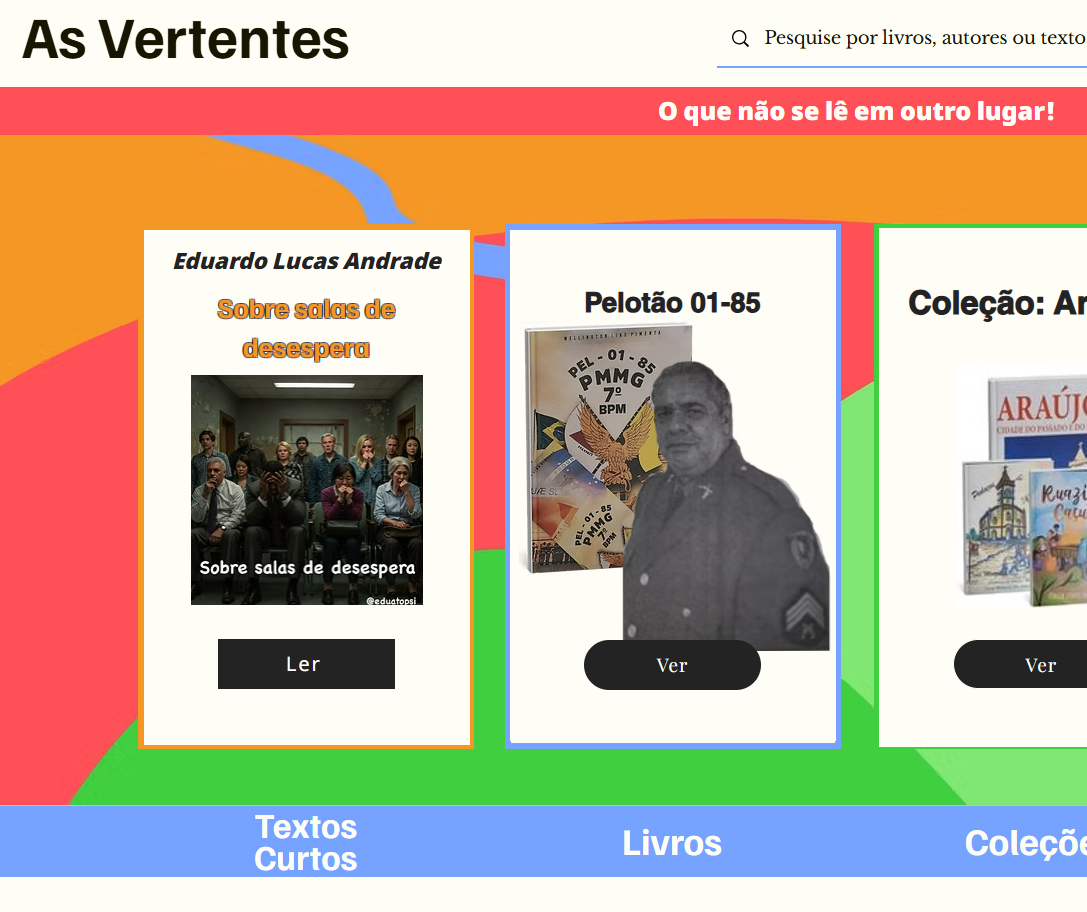 As Vertentes
Pesquise por livros, autores ou texto
O que não se lê em outro lugar!
Eduardo Lucas Andrade
Sobre salas de
desespera
Sobre salas de desespera
@eduatopsi
Ler
Pelotão 01-85
WELLINGTON LINO PIMENTA
PEL - 01 - 85
PMMG
7º
BPM
PEL - 01 - 85
PMMG
7º
BPM
Ver
Coleção: Ar
ARAÚJO
CIDADE DO PASSADO E DO
Ver
Textos
Curtos
Livros
Coleçõe